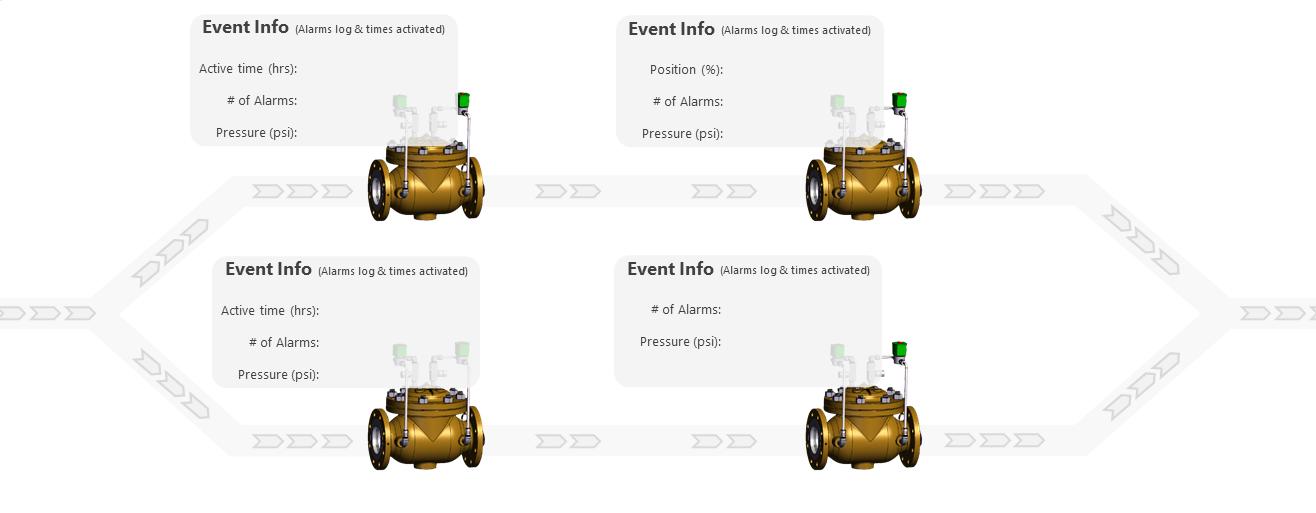 Event Info (Alarms log & times activated)
Active time (hrs):
# of Alarms:
Pressure (psi):
Event Info (Alarms log & times activated)
Position (%):
# of Alarms:
Pressure (psi):
Event Info (Alarms log & times activated)
Active time (hrs):
# of Alarms:
Pressure (psi):
Event Info (Alarms log & times activated)
# of Alarms:
Pressure (psi):